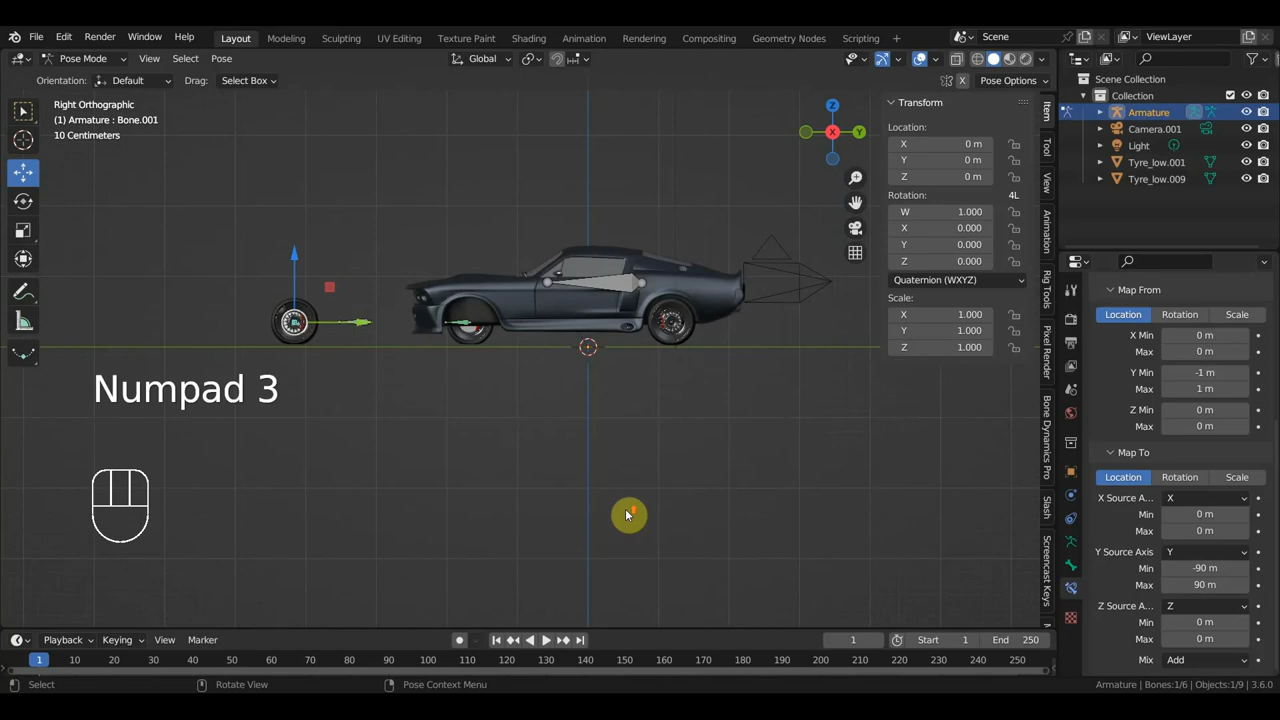 File Edit Render Window Help Layout Modeling Sculpting UV Editing Texture Paint Shading Animation Rendering Compositing Geometry Nodes Scripting + Scene ViewLayer
Pose Mode View Select Pose Global
Orientation: Default Drag: Select Box X Pose Options
Right Orthographic
(1) Armature : Bone.001
10 Centimeters
Z
Y
X
Transform
Location:
X 0 m
Y 0 m
Z 0 m
Rotation: 4L
W 1.000
X 0.000
Y 0.000
Z 0.000
Quaternion (WXYZ)
Scale:
X 1.000
Y 1.000
Z 1.000
Item
Tool
View
Animation
Rig Tools
Pixel Render
Bone Dynamics Pro
Slash
Screencast Keys
Scene Collection
Collection
Armature
Camera.001
Light
Tyre_low.001
Tyre_low.009
Map From
Location Rotation Scale
X Min 0 m
Max 0 m
Y Min -1 m
Max 1 m
Z Min 0 m
Max 0 m
Map To
Location Rotation Scale
X Source A... X
Min 0 m
Max 0 m
Y Source Axis Y
Min -90 m
Max 90 m
Z Source A... Z
Min 0 m
Max 0 m
Mix Add
Numpad 3
Playback Keying View Marker 1 Start 1 End 250
1 10 20 30 40 50 60 70 80 90 100 110 120 130 140 150 160 170 180 190 200 210 220 230 240 250
Select Rotate View Pose Context Menu Armature | Bones:1/6 | Objects:1/9 | 3.6.0